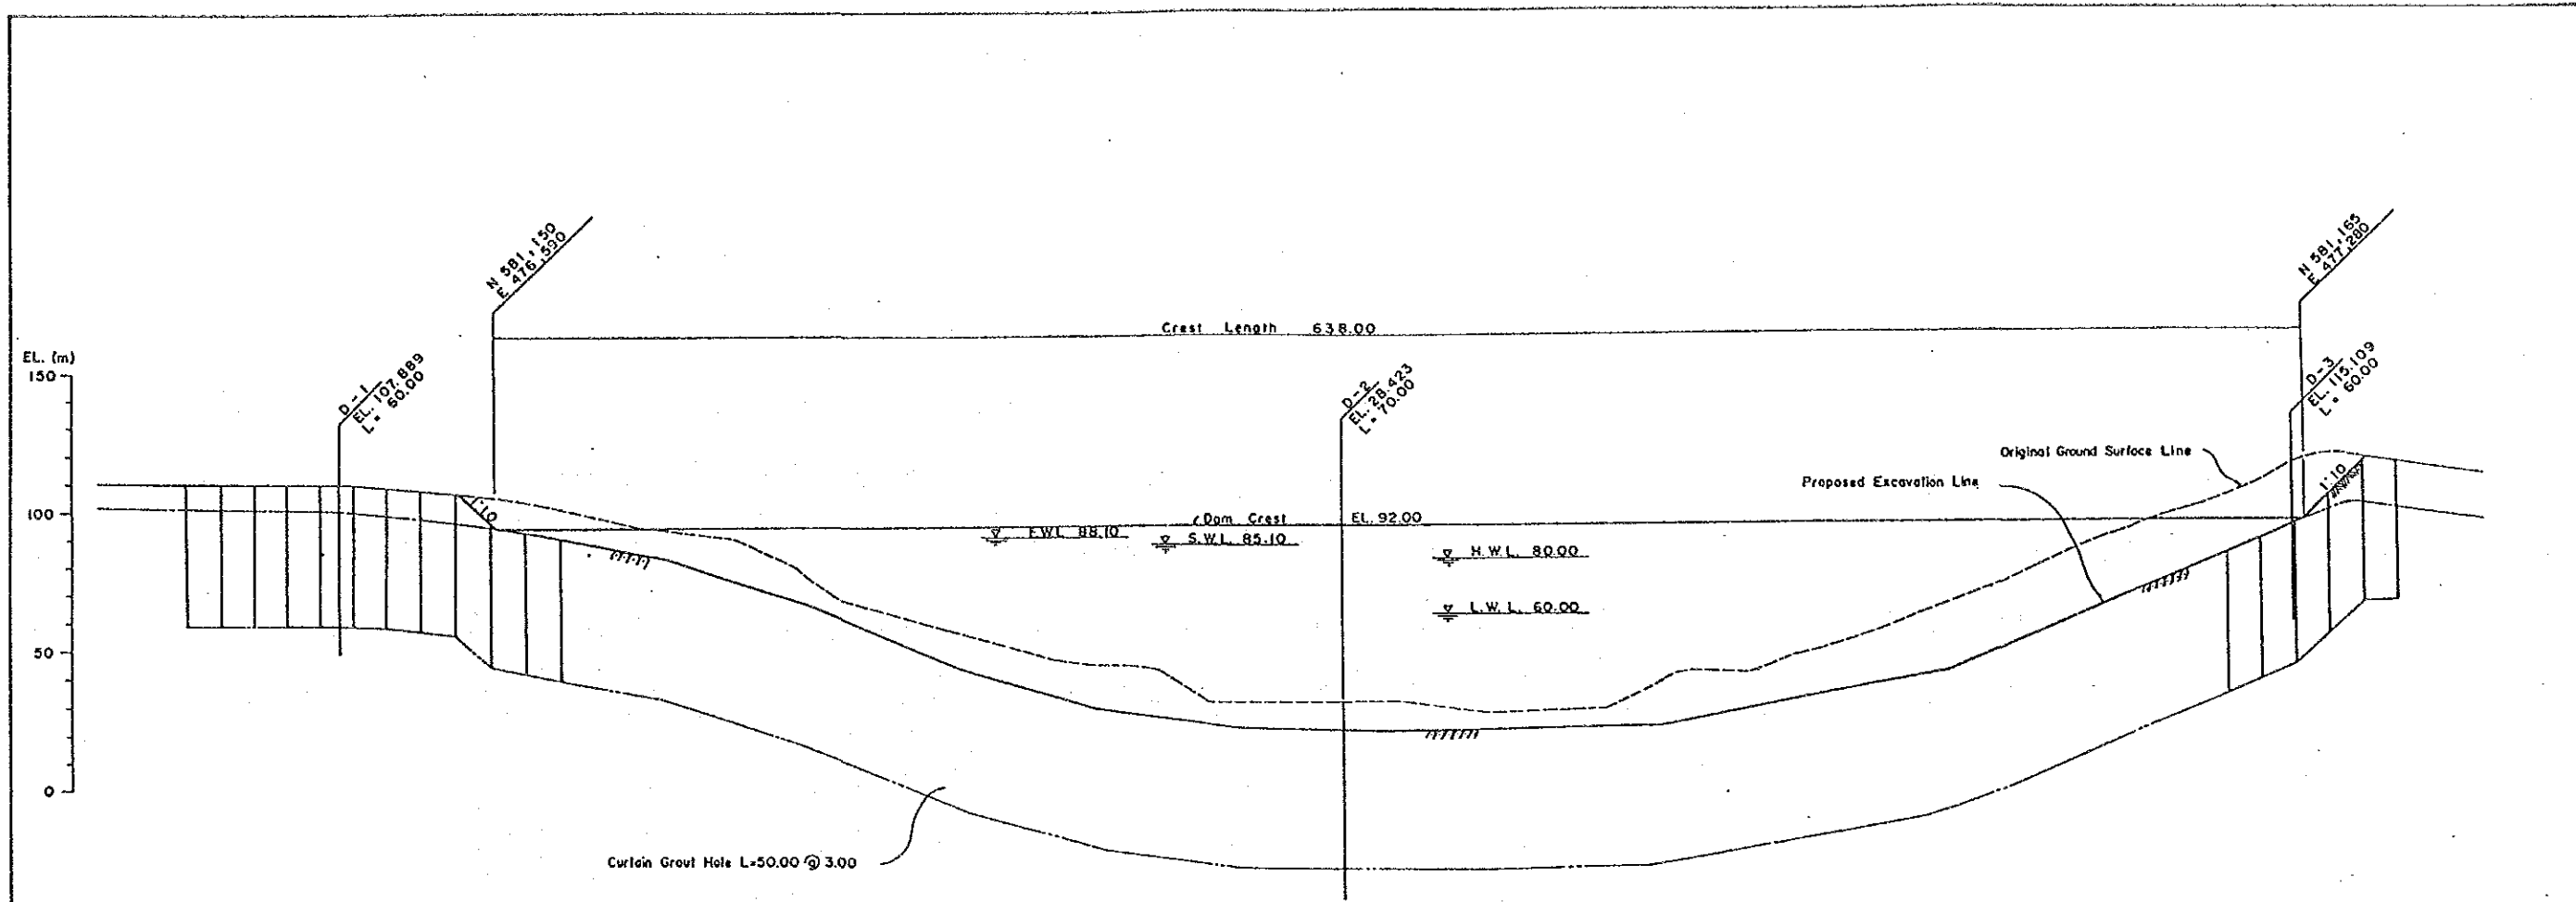 N 581,150
E 476,590
N 581,165
E 477,280
Crest Length 638.00
EL. (m)
150
100
50
0
D-1
EL. 107.889
L = 60.00
D-2
EL. 28.423
L = 70.00
D-3
EL. 115.109
L = 60.00
Original Ground Surface Line
Proposed Excavation Line
1:10
1:10
Dam Crest EL. 92.00
F.W.L. 88.10
S.W.L. 85.10
H.W.L. 80.00
L.W.L. 60.00
Curtain Grout Hole L=50.00 @ 3.00